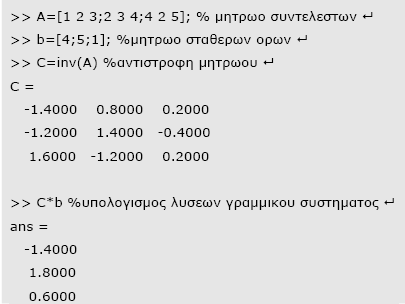 >> A=[1 2 3;2 3 4;4 2 5]; % μητρωο συντελεστων ↵
>> b=[4;5;1]; %μητρωο σταθερων ορων ↵
>> C=inv(A) %αντιστροφη μητρωου ↵
C =
-1.4000 0.8000 0.2000
-1.2000 1.4000 -0.4000
1.6000 -1.2000 0.2000
>> C*b %υπολογισμος λυσεων γραμμικου συστηματος ↵
ans =
-1.4000
1.8000
0.6000